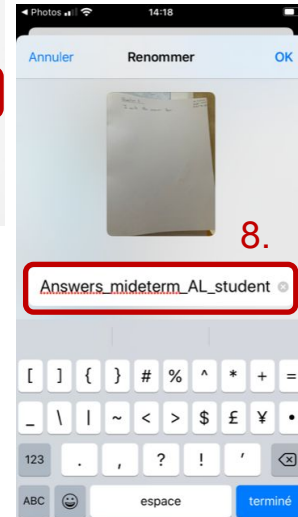 ◂ Photos 14:18
Annuler Renommer OK
8.
Answers_mideterm_AL_student
[ ] { } # % ^ * + =
_ \ | ~ < > $ £ ¥ •
123 . , ? ! ′
ABC espace terminé